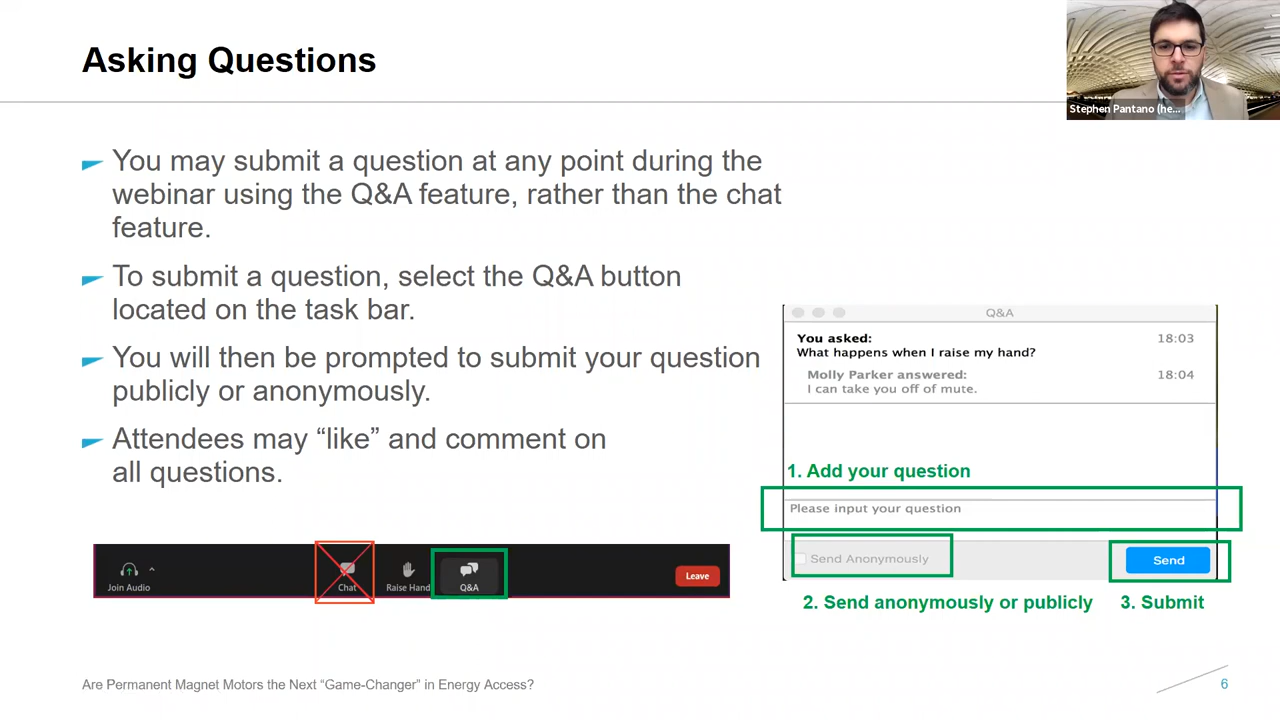 Asking Questions
Stephen Pantano (he...
You may submit a question at any point during the
webinar using the Q&A feature, rather than the chat
feature.
To submit a question, select the Q&A button
located on the task bar.
You will then be prompted to submit your question
publicly or anonymously.
Attendees may “like” and comment on
all questions.
Join Audio
Chat
Raise Hand
Q&A
Leave
Q&A
You asked: 18:03
What happens when I raise my hand?
Molly Parker answered: 18:04
I can take you off of mute.
1. Add your question
Please input your question
Send Anonymously
Send
2. Send anonymously or publicly
3. Submit
Are Permanent Magnet Motors the Next “Game-Changer” in Energy Access?
6